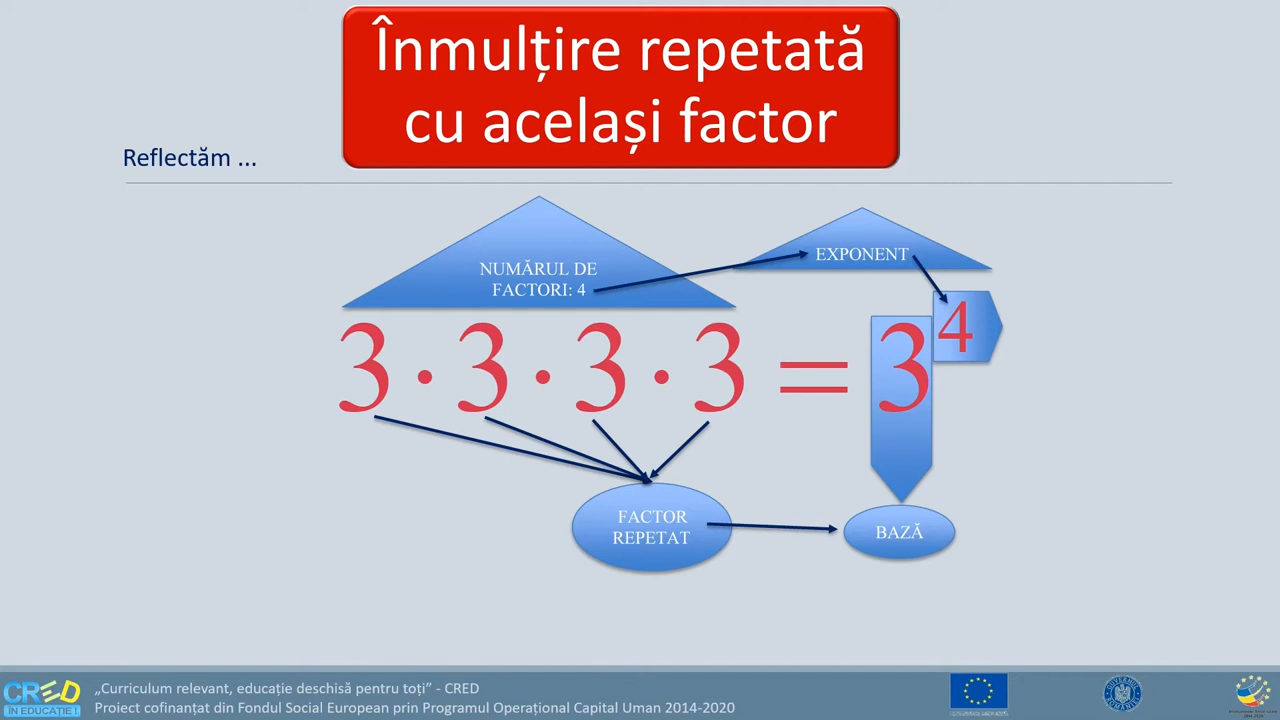 Înmulțire repetată
cu același factor
Reflectăm ...
NUMĂRUL DE
FACTORI: 4
EXPONENT
3 · 3 · 3 · 3 = 3⁴
FACTOR
REPETAT
BAZĂ
CRED
ÎN EDUCAȚIE !
„Curriculum relevant, educație deschisă pentru toți” - CRED
Proiect cofinanțat din Fondul Social European prin Programul Operațional Capital Uman 2014-2020